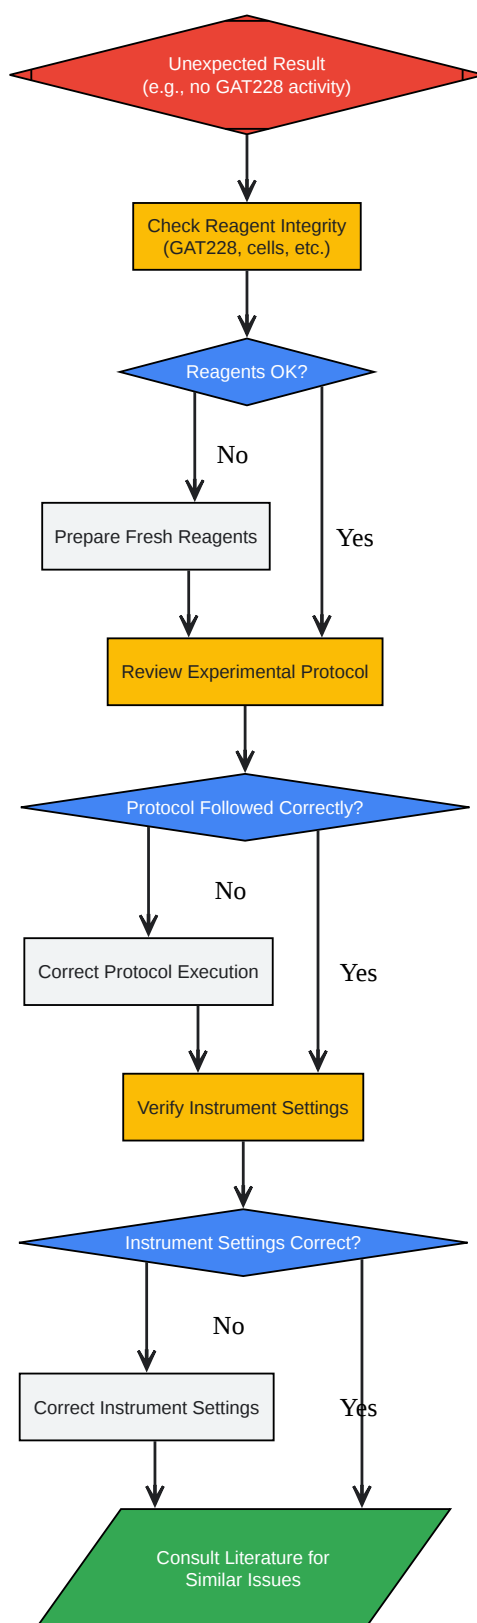 Unexpected Result
(e.g., no GAT228 activity)
Check Reagent Integrity
(GAT228, cells, etc.)
Reagents OK?
No
Prepare Fresh Reagents
Yes
Review Experimental Protocol
Protocol Followed Correctly?
No
Correct Protocol Execution
Yes
Verify Instrument Settings
Instrument Settings Correct?
No
Correct Instrument Settings
Yes
Consult Literature for
Similar Issues